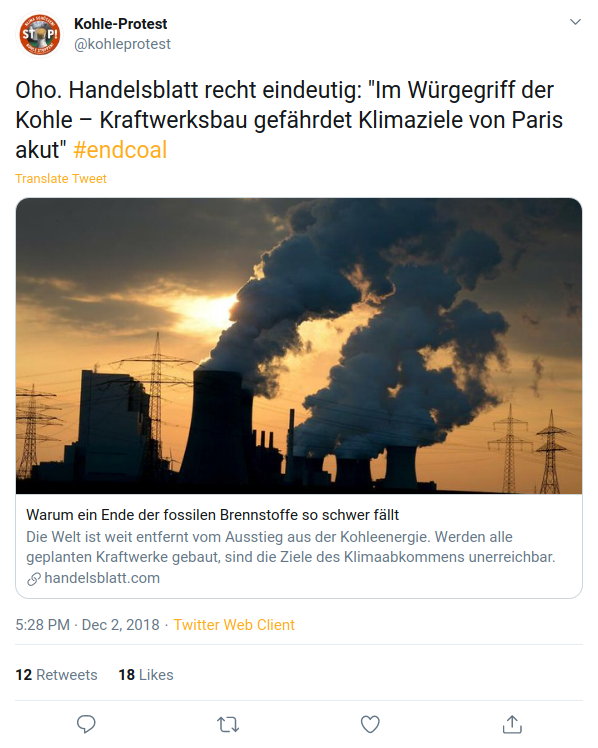 Kohle-Protest
@kohleprotest
Oho. Handelsblatt recht eindeutig: "Im Würgegriff der
Kohle – Kraftwerksbau gefährdet Klimaziele von Paris
akut" #endcoal
Translate Tweet
Warum ein Ende der fossilen Brennstoffe so schwer fällt
Die Welt ist weit entfernt vom Ausstieg aus der Kohleenergie. Werden alle
geplanten Kraftwerke gebaut, sind die Ziele des Klimaabkommens unerreichbar.
handelsblatt.com
5:28 PM · Dec 2, 2018 · Twitter Web Client
12 Retweets 18 Likes